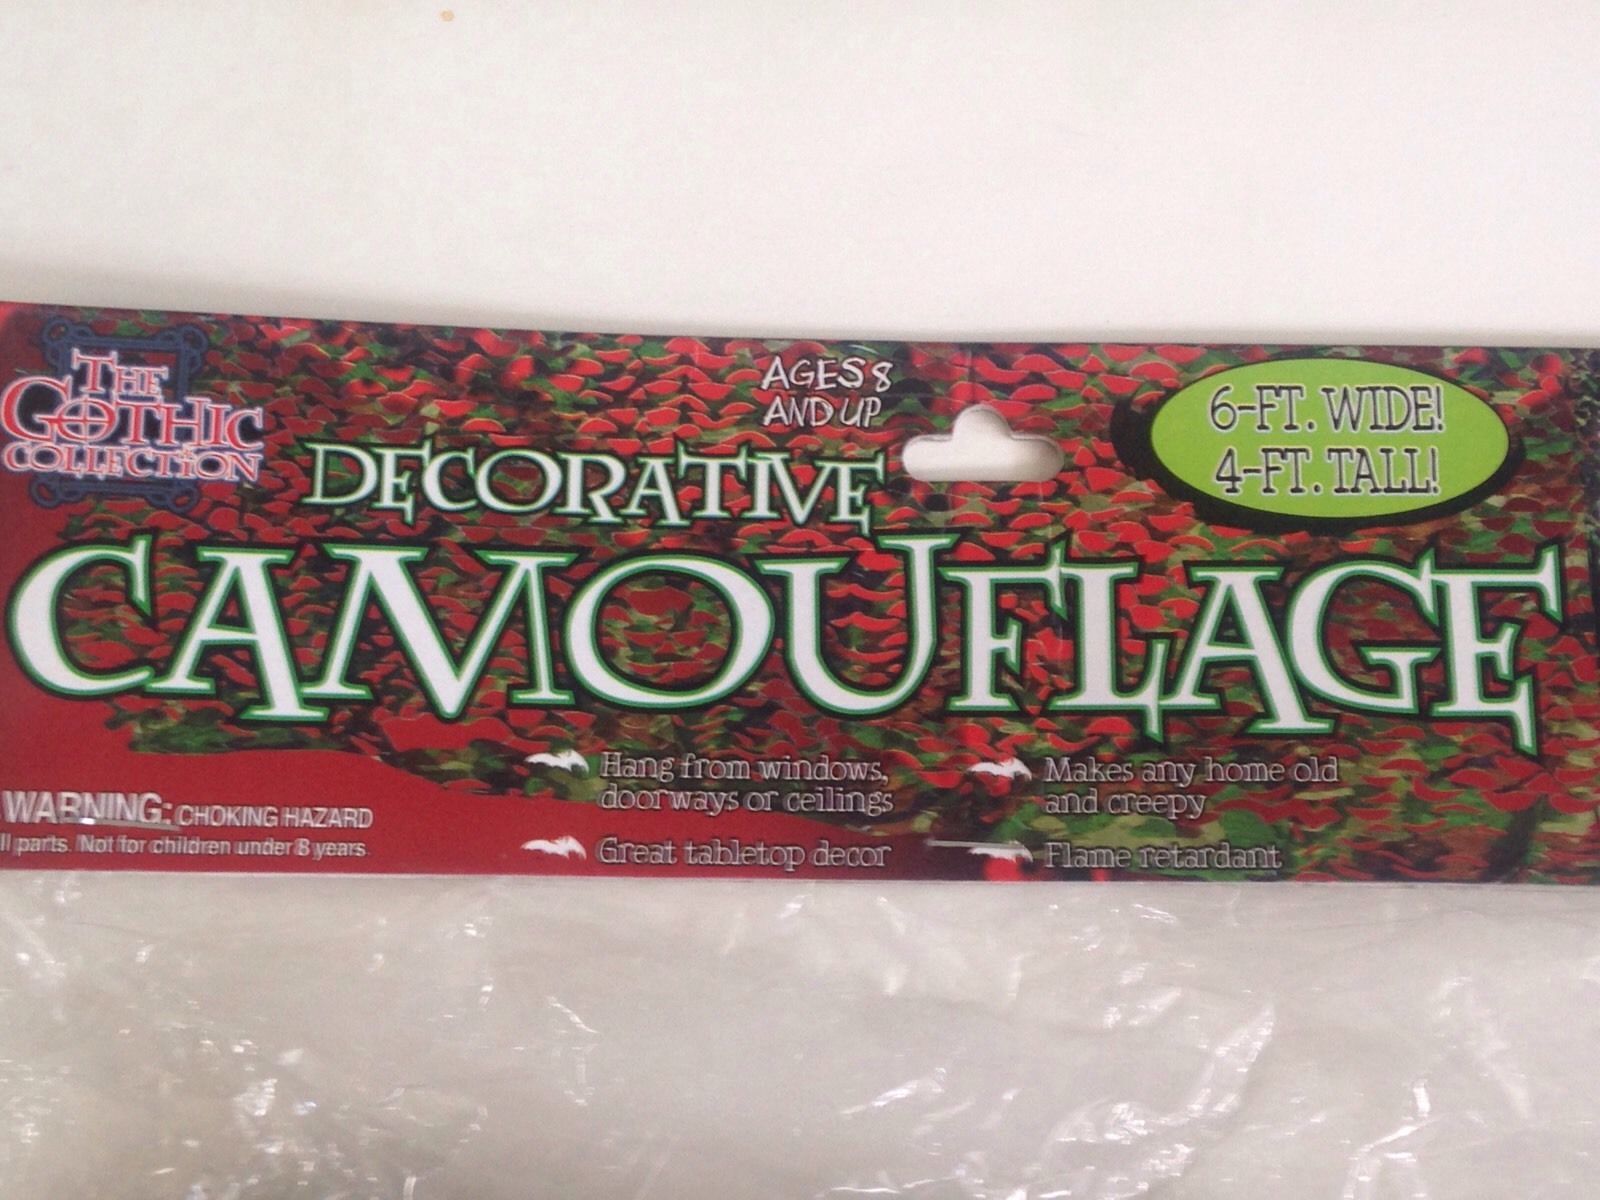 THE
GOTHIC
COLLECTION
AGES 8
AND UP
6-FT. WIDE!
4-FT. TALL!
DECORATIVE
CAMOUFLAGE
Hang from windows,
doorways or ceilings
Great tabletop decor
Makes any home old
and creepy
Flame retardant
WARNING: CHOKING HAZARD
parts. Not for children under 8 years.